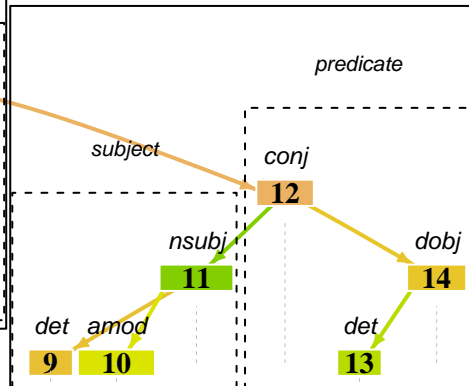 predicate
subject
conj
12
nsubj
dobj
11
14
det amod
det
9
10
13